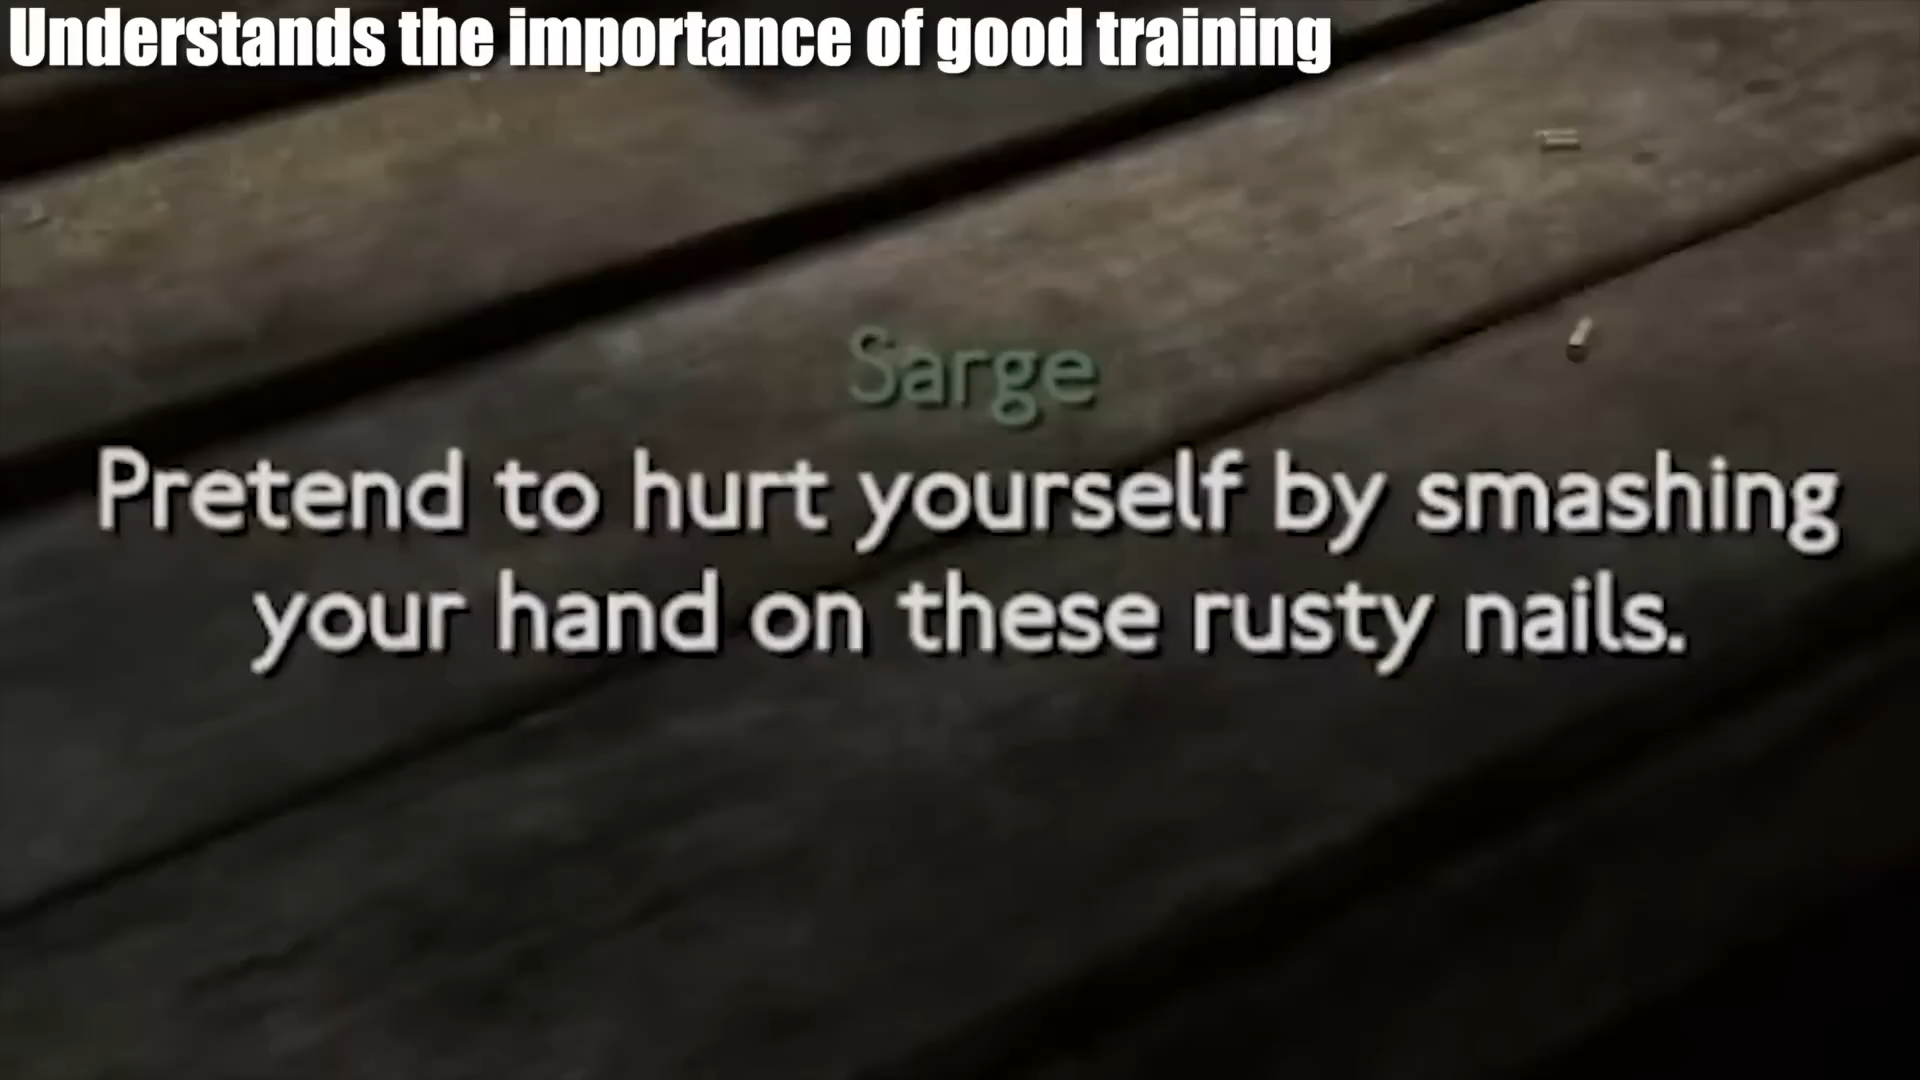 Understands the importance of good training
Sarge
Pretend to hurt yourself by smashing
your hand on these rusty nails.